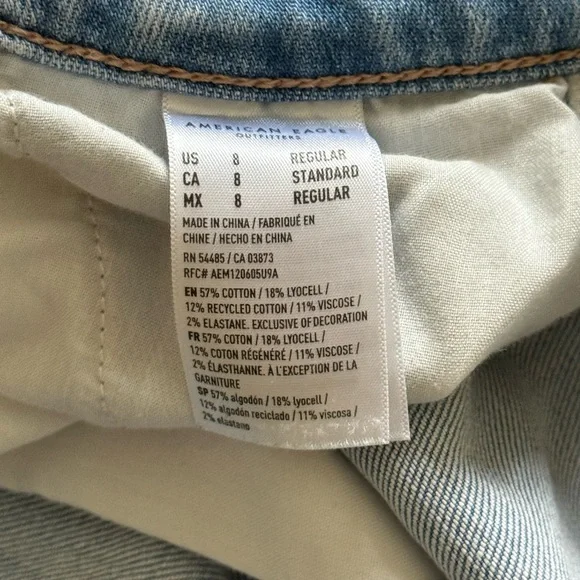 AMERICAN EAGLE
OUTFITTERS
US 8 REGULAR
CA 8 STANDARD
MX 8 REGULAR
MADE IN CHINA / FABRIQUÉ EN
CHINE / HECHO EN CHINA
RN 54485 / CA 03873
RFC# AEM120605U9A
EN 57% COTTON / 18% LYOCELL /
12% RECYCLED COTTON / 11% VISCOSE /
2% ELASTANE. EXCLUSIVE OF DECORATION
FR 57% COTON / 18% LYOCELL /
12% COTON RÉGÉNÉRÉ / 11% VISCOSE /
2% ÉLASTHANNE. À L'EXCEPTION DE LA
GARNITURE
SP 57% algodón / 18% lyocell /
12% algodón reciclado / 11% viscosa /
2% elastano